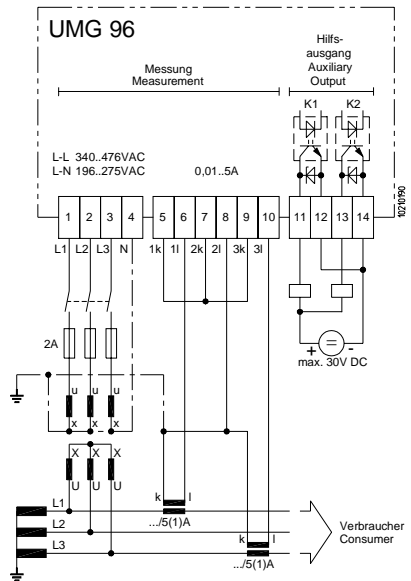 UMG 96
Hilfs-
ausgang
Auxiliary
Output
Messung
Measurement
K1 K2
L-L 340..476VAC
L-N 196..275VAC
0,01..5A
10210190
1 2 3 4 5 6 7 8 9 10 11 12 13 14
L1 L2 L3 N 1k 1l 2k 2l 3k 3l
2A
+ -
max. 30V DC
u u
x x
X X
U U
L1
L2
L3
k l
.../5(1)A
k l
.../5(1)A
Verbraucher
Consumer